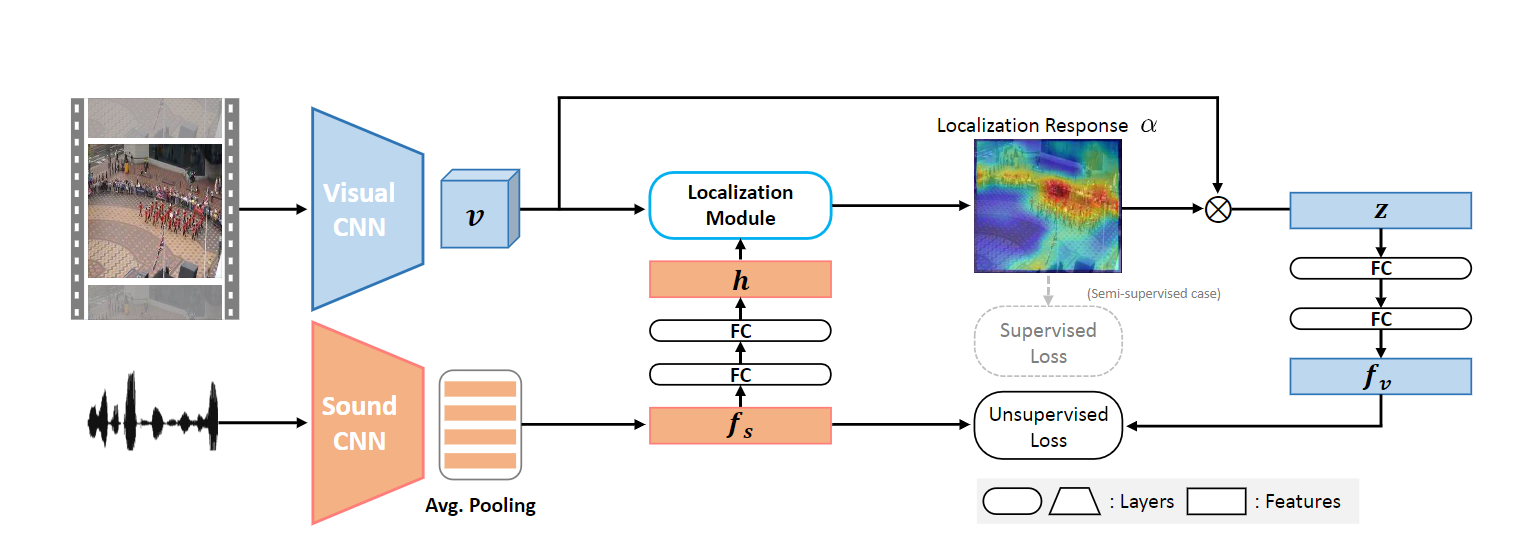 Localization Response α
Visual
CNN
v
Localization
Module
z
h
FC
FC
(Semi-supervised case)
Supervised
Loss
FC
FC
f_v
Sound
CNN
f_s
Unsupervised
Loss
Avg. Pooling
: Layers
: Features